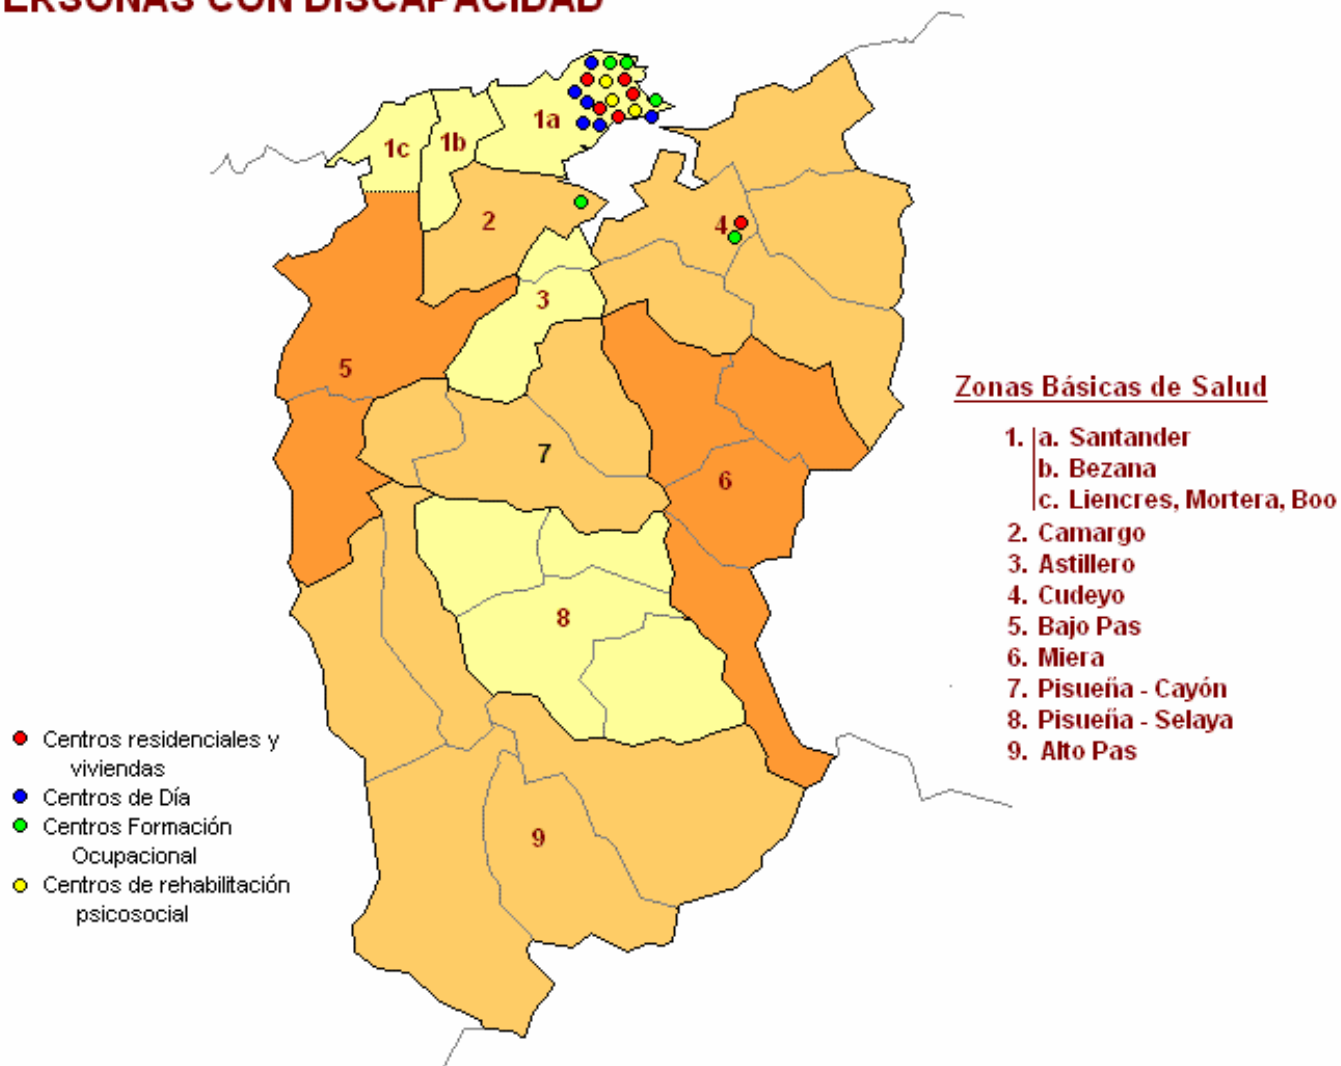 PERSONAS CON DISCAPACIDAD
1a
1b
1c
2
4
3
5
7
6
8
9
Zonas Básicas de Salud
1. a. Santander
b. Bezana
c. Liencres, Mortera, Boo
2. Camargo
3. Astillero
4. Cudeyo
5. Bajo Pas
6. Miera
7. Pisueña - Cayón
8. Pisueña - Selaya
9. Alto Pas
Centros residenciales y
viviendas
Centros de Día
Centros Formación
Ocupacional
Centros de rehabilitación
psicosocial